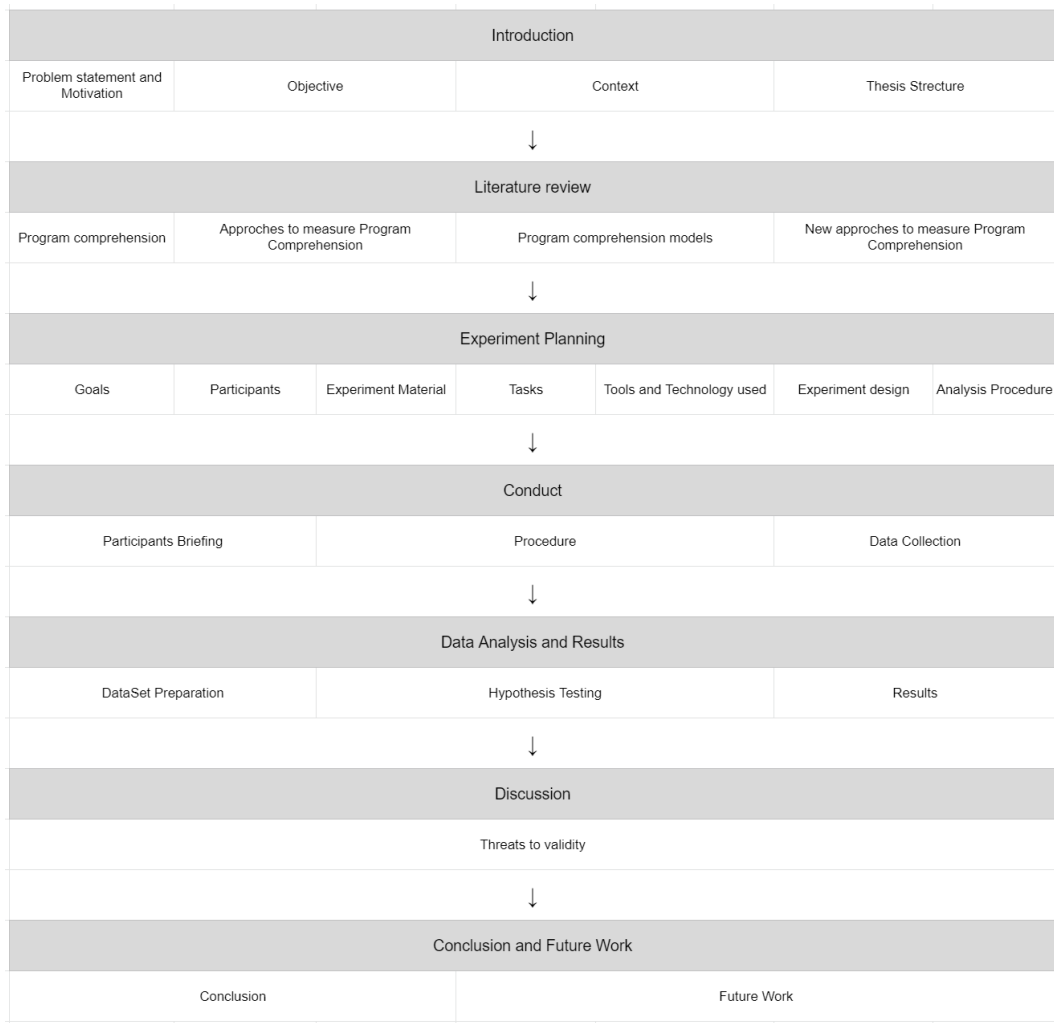 Introduction
Problem statement and
Motivation
Objective
Context
Thesis Strecture
↓
Literature review
Program comprehension
Approches to measure Program
Comprehension
Program comprehension models
New approches to measure Program
Comprehension
↓
Experiment Planning
Goals
Participants
Experiment Material
Tasks
Tools and Technology used
Experiment design
Analysis Procedure
↓
Conduct
Participants Briefing
Procedure
Data Collection
↓
Data Analysis and Results
DataSet Preparation
Hypothesis Testing
Results
↓
Discussion
Threats to validity
↓
Conclusion and Future Work
Conclusion
Future Work